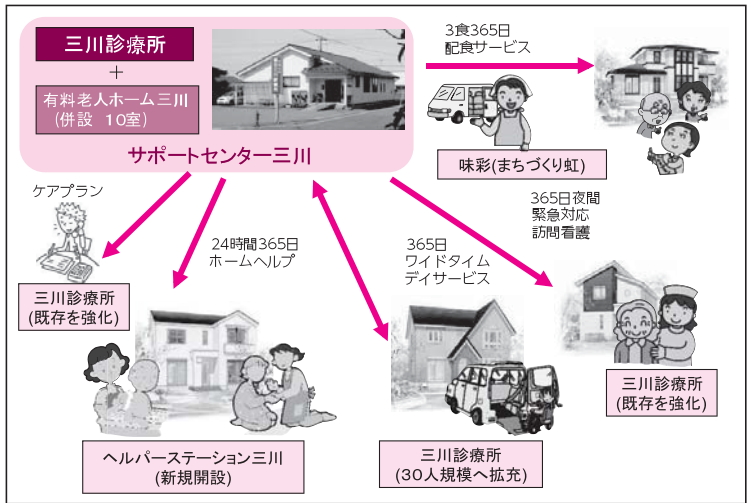 三川診療所
+
有料老人ホーム三川
(併設 10室)
サポートセンター三川
3食365日
配食サービス
味彩(まちづくり虹)
ケアプラン
三川診療所
(既存を強化)
24時間365日
ホームヘルプ
ヘルパーステーション三川
(新規開設)
365日
ワイドタイム
デイサービス
三川診療所
(30人規模へ拡充)
365日夜間
緊急対応
訪問看護
三川診療所
(既存を強化)